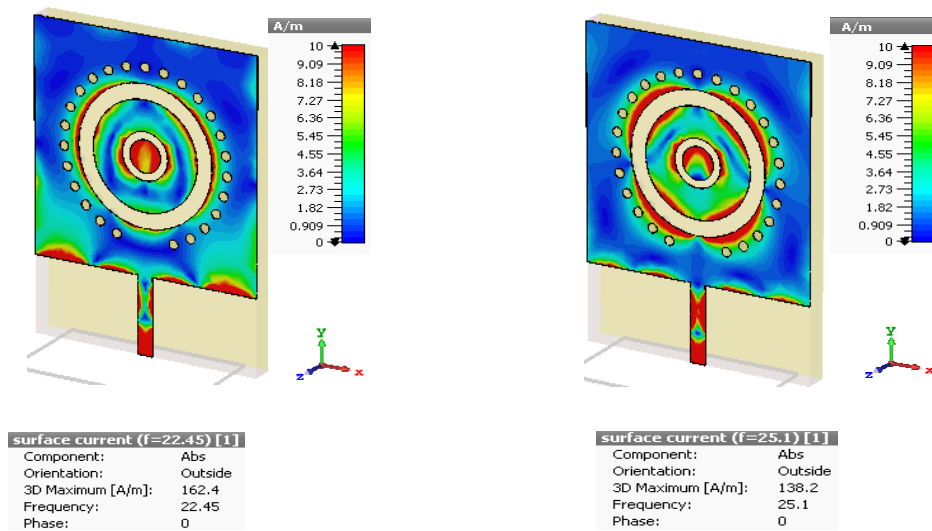 A/m
10
9.09
8.18
7.27
6.36
5.45
4.55
3.64
2.73
1.82
0.909
0
y
z
x
surface current (f=22.45) [1]
Component: Abs
Orientation: Outside
3D Maximum [A/m]: 162.4
Frequency: 22.45
Phase: 0
A/m
10
9.09
8.18
7.27
6.36
5.45
4.55
3.64
2.73
1.82
0.909
0
y
z
x
surface current (f=25.1) [1]
Component: Abs
Orientation: Outside
3D Maximum [A/m]: 138.2
Frequency: 25.1
Phase: 0